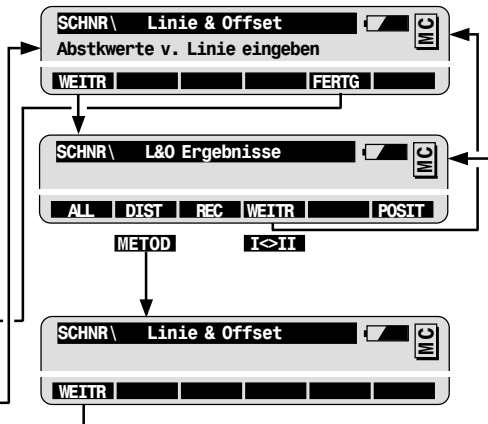 SCHNR\ Linie & Offset MC
Abstkwerte v. Linie eingeben
WEITR FERTG
SCHNR\ L&O Ergebnisse MC
ALL DIST REC WEITR POSIT
METOD I<>II
SCHNR\ Linie & Offset MC
WEITR